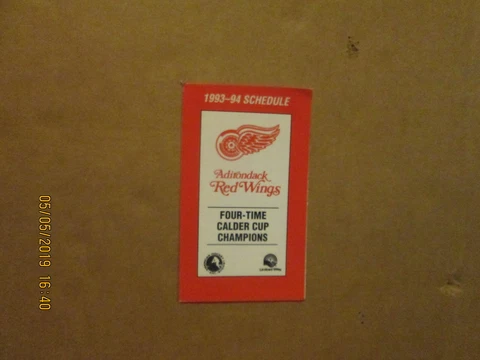 1993-94 SCHEDULE
Adirondack
Red Wings
FOUR-TIME
CALDER CUP
CHAMPIONS
05/05/2019 16 40